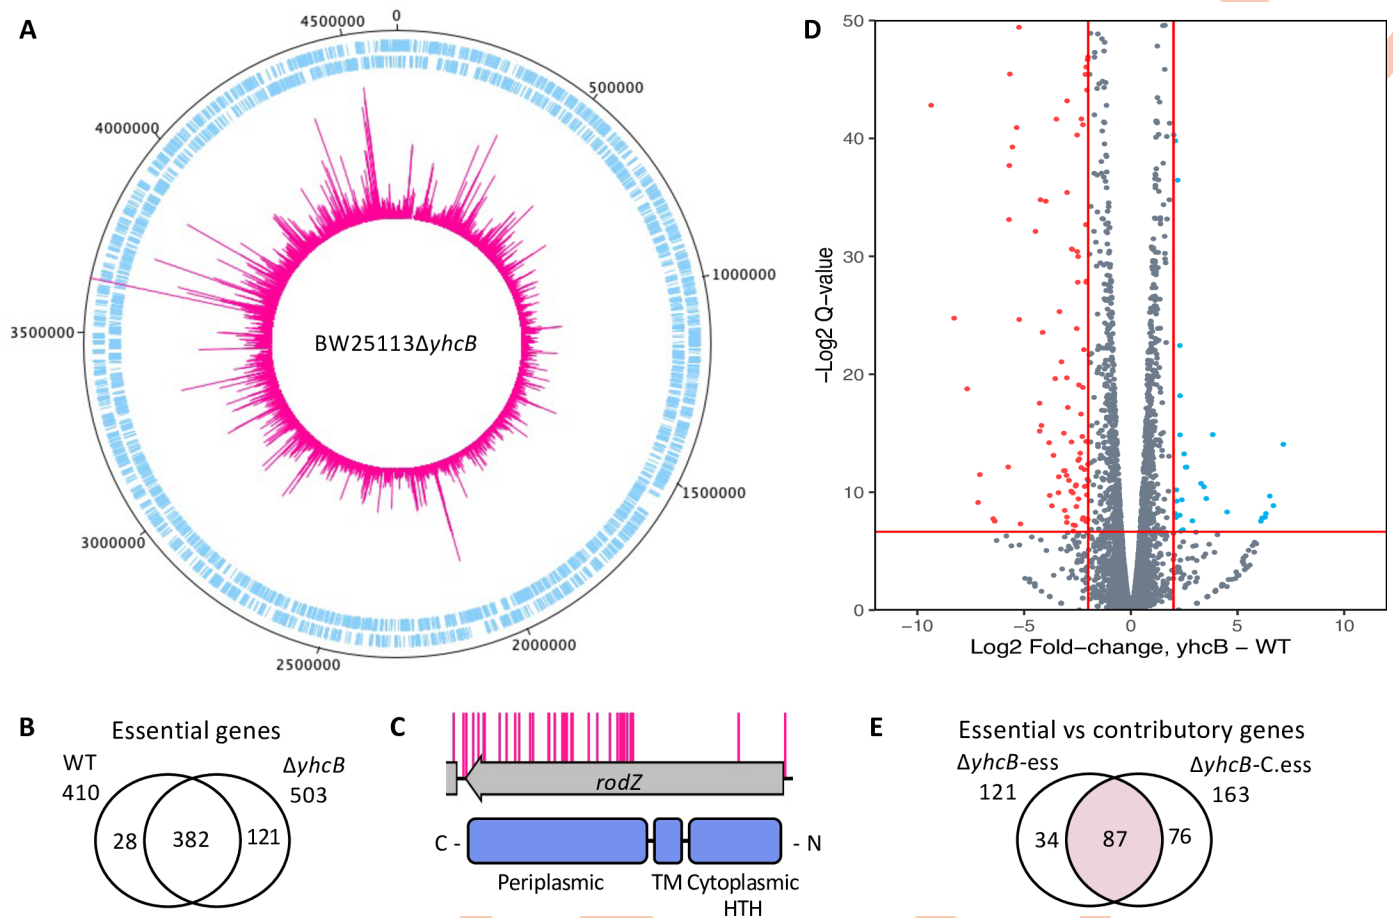 A
0
500000
1000000
1500000
2000000
2500000
3000000
3500000
4000000
4500000
BW25113ΔyhcB
D
50
40
30
20
10
0
−Log2 Q−value
−10
−5
0
5
10
Log2 Fold−change, yhcB − WT
B
Essential genes
WT
410
ΔyhcB
503
28
382
121
C
rodZ
C -
- N
Periplasmic
TM
Cytoplasmic
HTH
E
Essential vs contributory genes
ΔyhcB-ess
121
ΔyhcB-C.ess
163
34
87
76